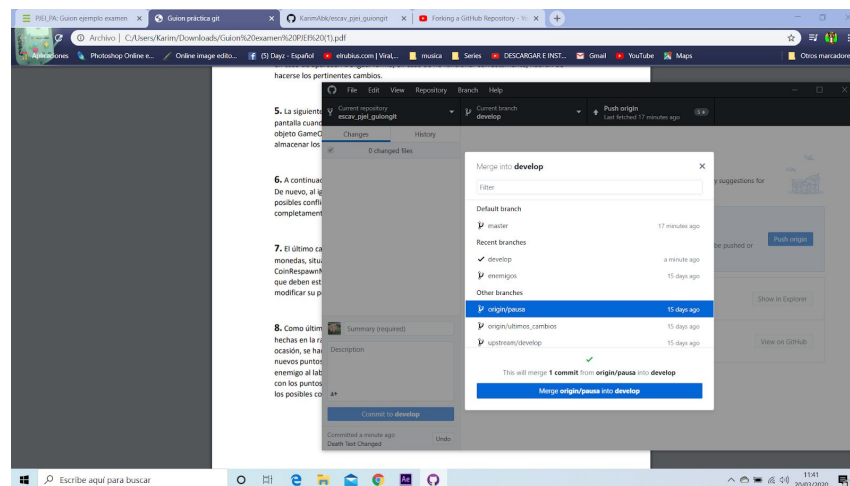 PJEI_PA: Guion ejemplo examen
Guion práctica git
KarimAbk/escav_pjei_guiongit
Forking a GitHub Repository - Yo
Archivo | C:/Users/Karim/Downloads/Guion%20examen%20PJEI%20(1).pdf
Aplicaciones
Photoshop Online e...
Online image edito...
(5) Dayz - Español
elrubius.com | Viral,...
musica
Series
DESCARGAR E INST...
Gmail
YouTube
Maps
Otros marcadores
hacerse los pertinentes cambios.
5. La siguiente
pantalla cuand
objeto GameO
almacenar los
6. A continuac
De nuevo, al ig
posibles confli
completament
7. El último ca
monedas, situa
CoinRespawnM
que deben est
modificar su p
8. Como últim
hechas en la ra
ocasión, se ha
nuevos puntos
enemigo al lab
con los puntos
los posibles co
File Edit View Repository Branch Help
Current repository
escav_pjei_guiongit
Current branch
develop
Push origin
Last fetched 17 minutes ago
5
Changes
History
0 changed files
Summary (required)
Description
Commit to develop
Committed a minute ago
Death Text Changed
Undo
Merge into develop
Filter
Default branch
master 17 minutes ago
Recent branches
develop a minute ago
enemigos 15 days ago
Other branches
origin/pausa 15 days ago
origin/ultimos_cambios 15 days ago
upstream/develop 15 days ago
This will merge 1 commit from origin/pausa into develop
Merge origin/pausa into develop
y suggestions for
be pushed or
Push origin
Show in Explorer
View on GitHub
Escribe aquí para buscar
Ae
11:41
20/03/2020